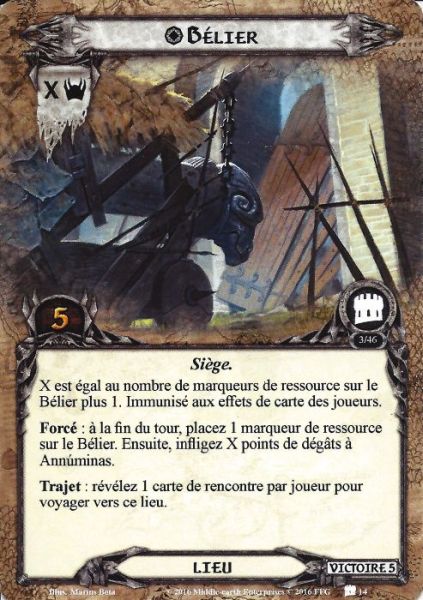 BÉLIER
X
5
3/46
Siège.
X est égal au nombre de marqueurs de ressource sur le
Bélier plus 1. Immunisé aux effets de carte des joueurs.
Forcé : à la fin du tour, placez 1 marqueur de ressource
sur le Bélier. Ensuite, infligez X points de dégâts à
Annúminas.
Trajet : révélez 1 carte de rencontre par joueur pour
voyager vers ce lieu.
LIEU
VICTOIRE 5
Illus. Marius Bota
© 2016 Middle-earth Enterprises © 2016 FFG
14